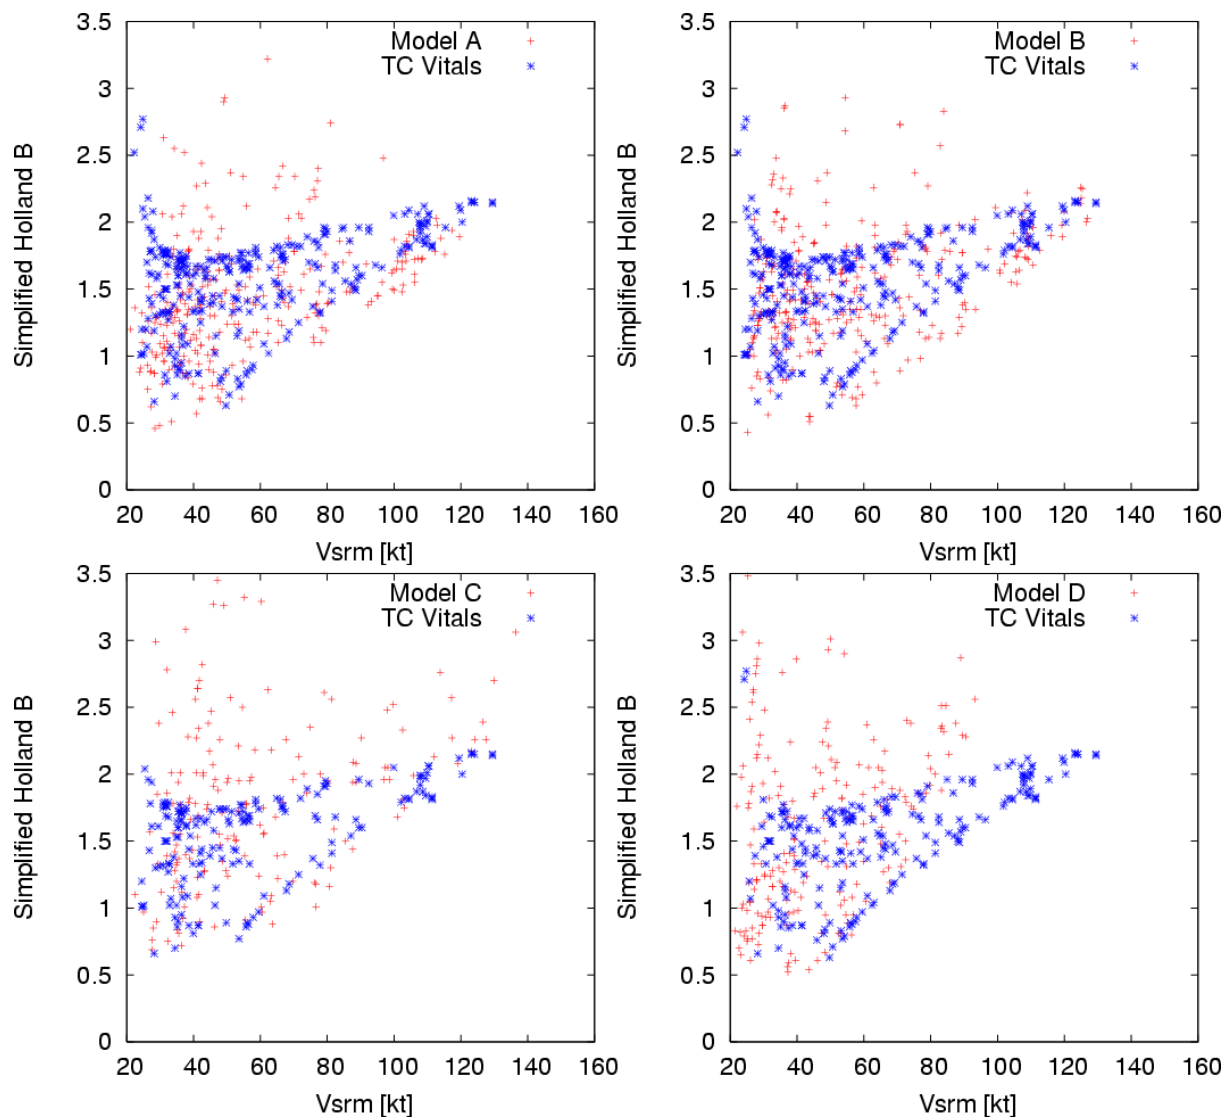 3.5
3
2.5
2
1.5
1
0.5
0
Simplified Holland B
Model A
TC Vitals
20 40 60 80 100 120 140 160
Vsrm [kt]
3.5
3
2.5
2
1.5
1
0.5
0
Simplified Holland B
Model B
TC Vitals
20 40 60 80 100 120 140 160
Vsrm [kt]
3.5
3
2.5
2
1.5
1
0.5
0
Simplified Holland B
Model C
TC Vitals
20 40 60 80 100 120 140 160
Vsrm [kt]
3.5
3
2.5
2
1.5
1
0.5
0
Simplified Holland B
Model D
TC Vitals
20 40 60 80 100 120 140 160
Vsrm [kt]